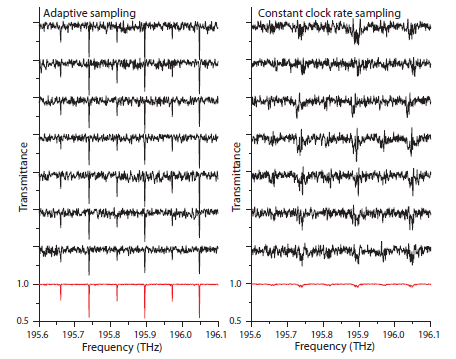 Adaptive sampling
Transmittance
1.0
0.5
195.6 195.7 195.8 195.9 196.0 196.1
Frequency (THz)
Constant clock rate sampling
Transmittance
1.0
0.5
195.6 195.7 195.8 195.9 196.0 196.1
Frequency (THz)